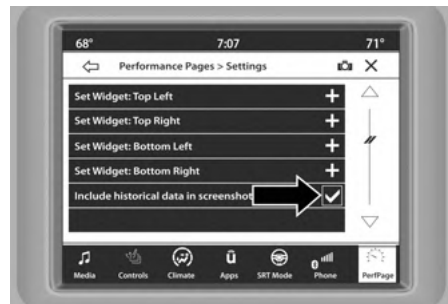 68° 7:07 71°
Performance Pages > Settings
Set Widget: Top Left
Set Widget: Top Right
Set Widget: Bottom Left
Set Widget: Bottom Right
Include historical data in screenshot
Media Controls Climate Apps SRT Mode Phone PerfPage